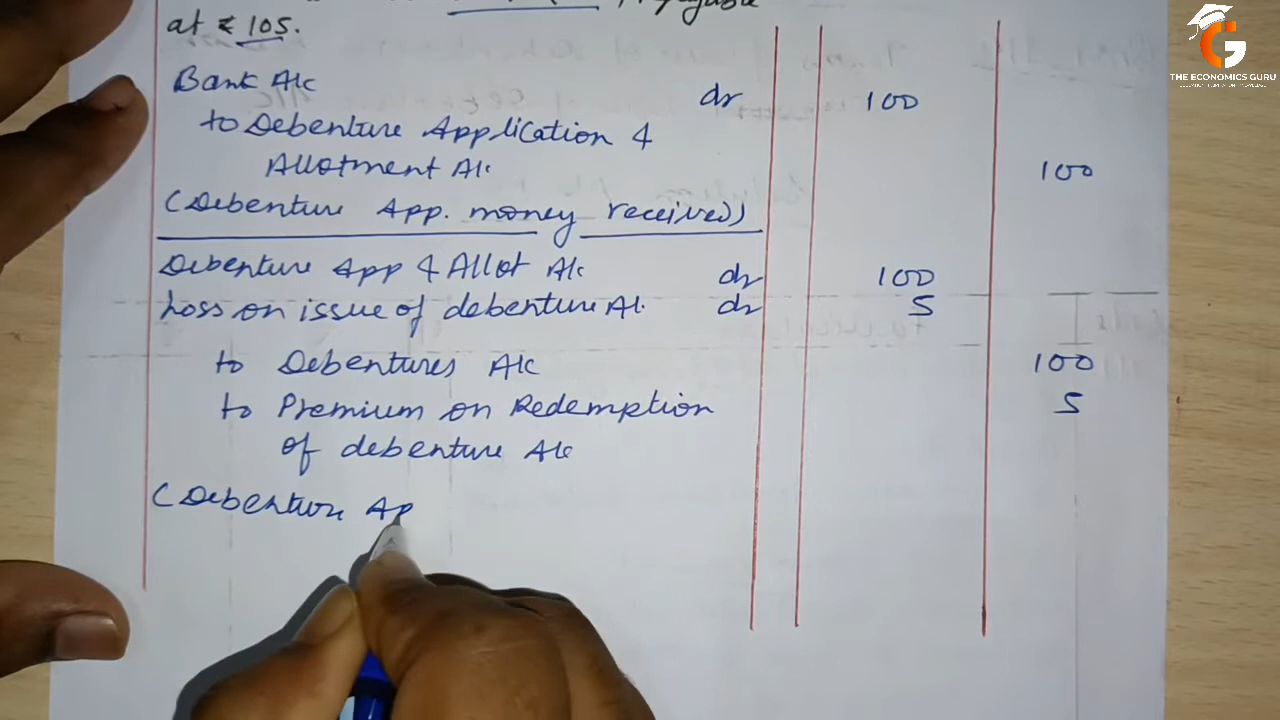 at ₹ 105.
Bank A/c dr 100
to Debenture Application &
Allotment A/c 100
(Debenture App. money received)
Debenture App & Allot A/c dr 100
Loss on issue of debenture A/c dr 5
to Debentures A/c 100
to Premium on Redemption 5
of debenture A/c
(Debenture Ap
THE ECONOMICS GURU